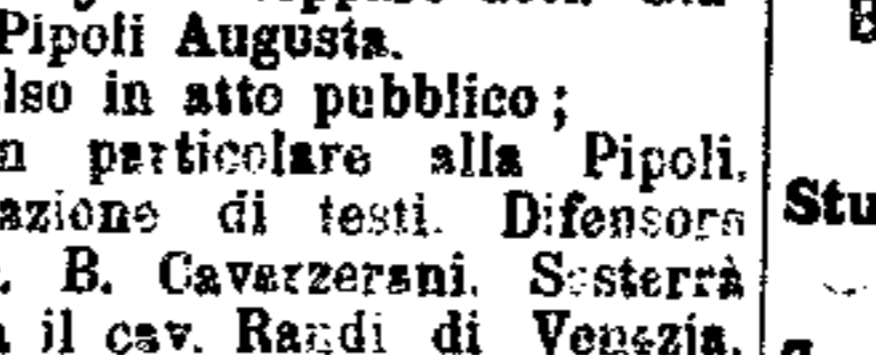 Pipoli Augusta.
lso in atto pubblico;
n particolare alla Pipoli.
azione di testi. Difensore
. B. Cavarzerani. Sosterrà
il cav. Randi di Venezia.
Stu